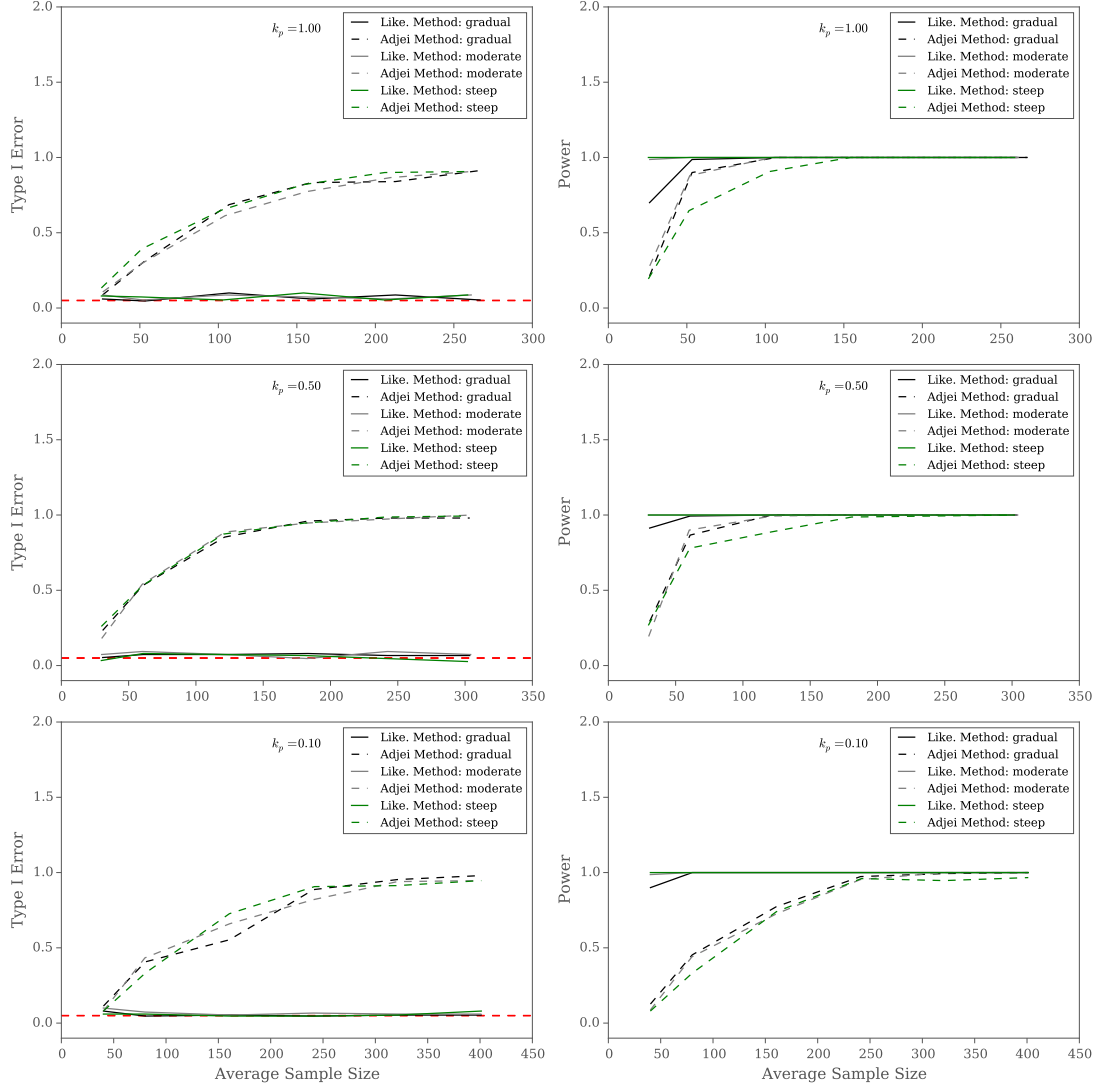 2.0
1.5
1.0
0.5
0.0
Type I Error
k_p =1.00
Like. Method: gradual
Adjei Method: gradual
Like. Method: moderate
Adjei Method: moderate
Like. Method: steep
Adjei Method: steep
0 50 100 150 200 250 300
2.0
1.5
1.0
0.5
0.0
Power
k_p =1.00
Like. Method: gradual
Adjei Method: gradual
Like. Method: moderate
Adjei Method: moderate
Like. Method: steep
Adjei Method: steep
0 50 100 150 200 250 300
2.0
1.5
1.0
0.5
0.0
Type I Error
k_p =0.50
Like. Method: gradual
Adjei Method: gradual
Like. Method: moderate
Adjei Method: moderate
Like. Method: steep
Adjei Method: steep
0 50 100 150 200 250 300 350
2.0
1.5
1.0
0.5
0.0
Power
k_p =0.50
Like. Method: gradual
Adjei Method: gradual
Like. Method: moderate
Adjei Method: moderate
Like. Method: steep
Adjei Method: steep
0 50 100 150 200 250 300 350
2.0
1.5
1.0
0.5
0.0
Type I Error
k_p =0.10
Like. Method: gradual
Adjei Method: gradual
Like. Method: moderate
Adjei Method: moderate
Like. Method: steep
Adjei Method: steep
0 50 100 150 200 250 300 350 400 450
Average Sample Size
2.0
1.5
1.0
0.5
0.0
Power
k_p =0.10
Like. Method: gradual
Adjei Method: gradual
Like. Method: moderate
Adjei Method: moderate
Like. Method: steep
Adjei Method: steep
0 50 100 150 200 250 300 350 400 450
Average Sample Size